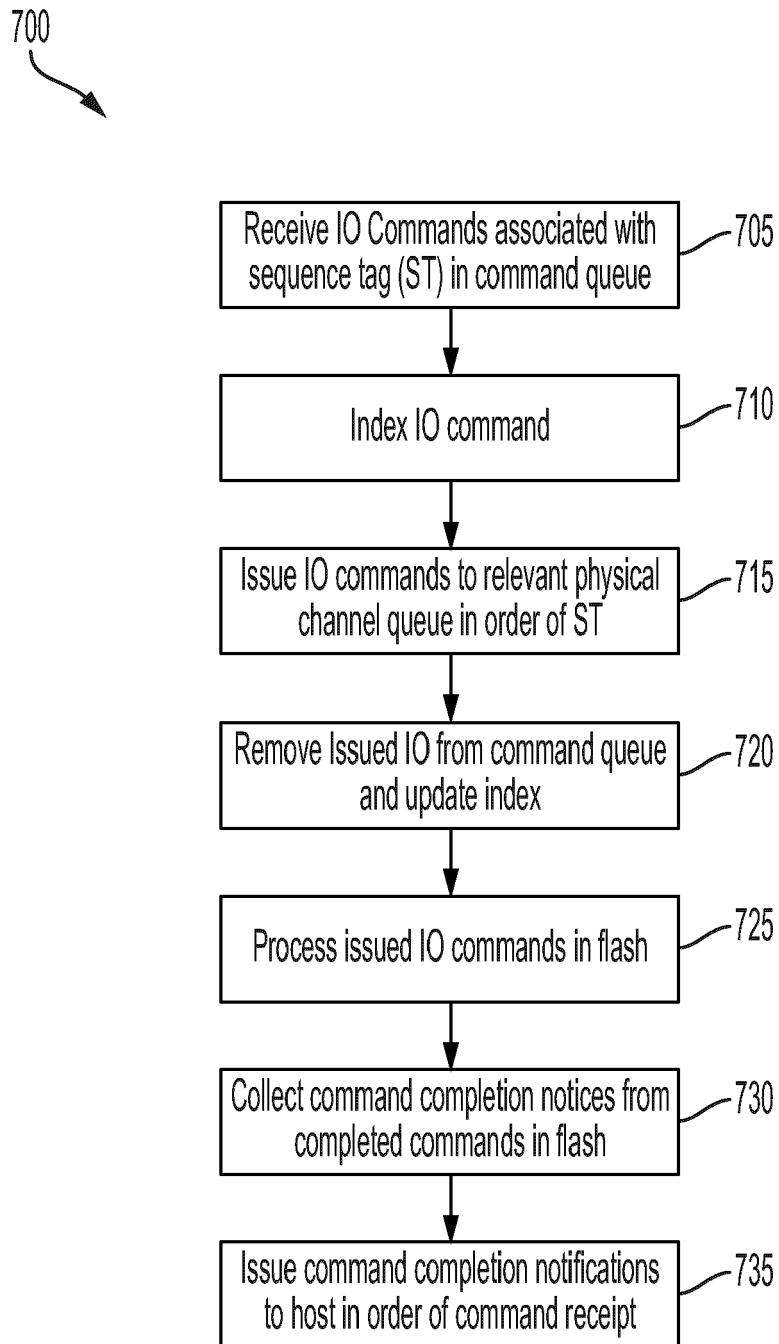 700
Receive IO Commands associated with
sequence tag (ST) in command queue
705
Index IO command
710
Issue IO commands to relevant physical
channel queue in order of ST
715
Remove Issued IO from command queue
and update index
720
Process issued IO commands in flash
725
Collect command completion notices from
completed commands in flash
730
Issue command completion notifications
to host in order of command receipt
735